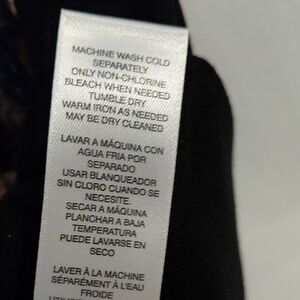 MACHINE WASH COLD
SEPARATELY
ONLY NON-CHLORINE
BLEACH WHEN NEEDED
TUMBLE DRY
WARM IRON AS NEEDED
MAY BE DRY CLEANED
LAVAR A MÁQUINA CON
AGUA FRIA POR
SEPARADO
USAR BLANQUEADOR
SIN CLORO CUANDO SE
NECESITE.
SECAR A MÁQUINA
PLANCHAR A BAJA
TEMPERATURA
PUEDE LAVARSE EN
SECO
LAVER À LA MACHINE
SÉPARÉMENT À L'EAU
FROIDE